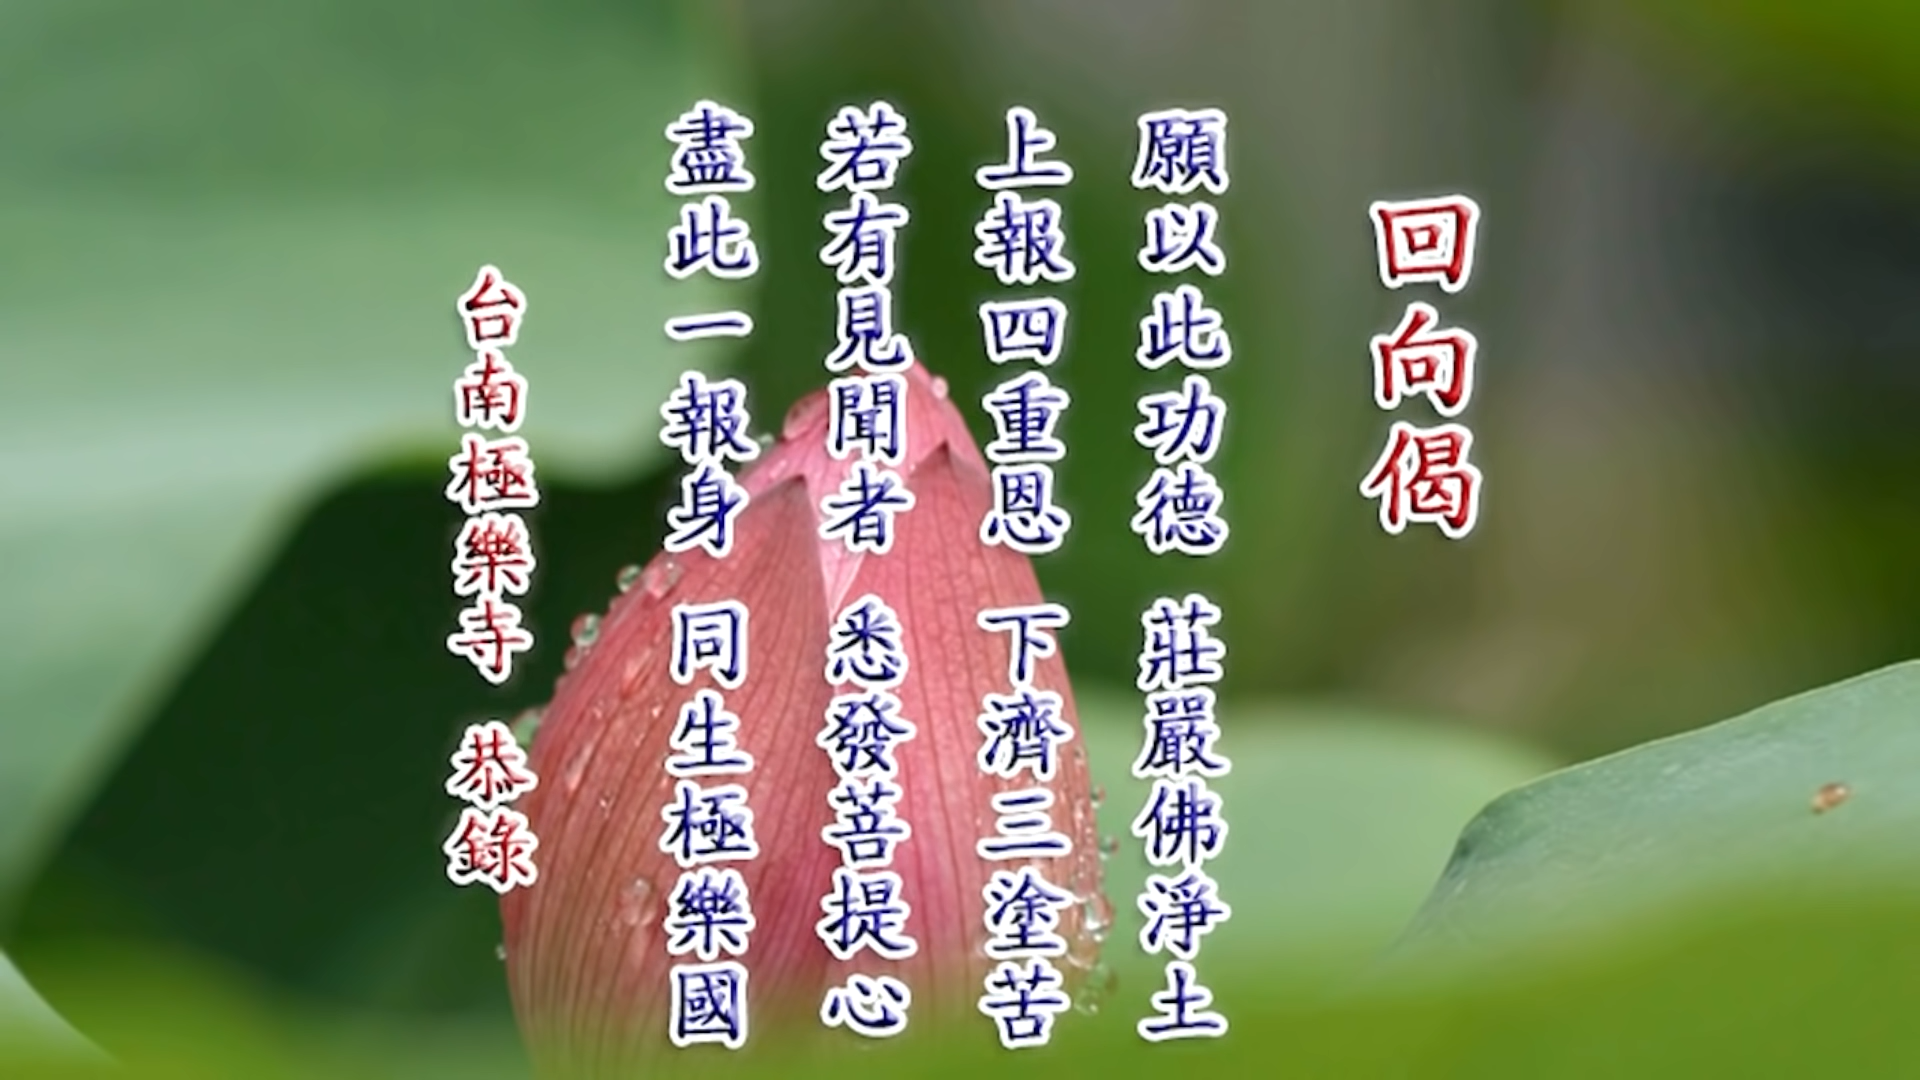 回向偈
願以此功德 莊嚴佛淨土
上報四重恩 下濟三塗苦
若有見聞者 悉發菩提心
盡此一報身 同生極樂國
台南極樂寺 恭錄